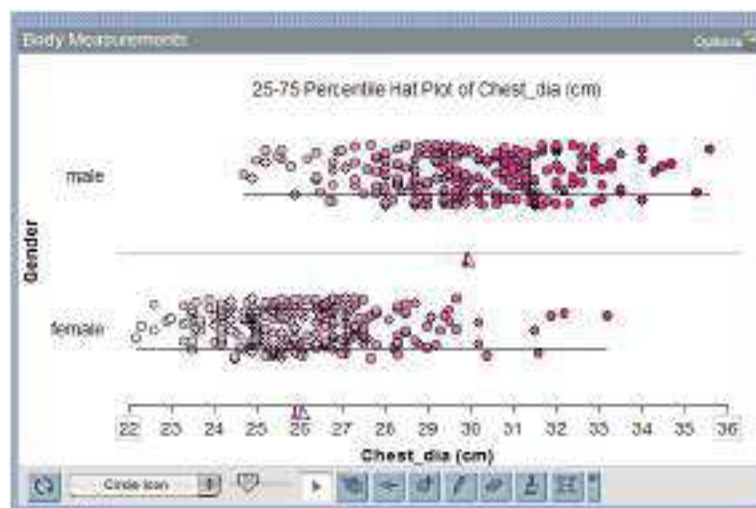 Body Measurements
Options
25-75 Percentile Hat Plot of Chest_dia (cm)
male
Gender
female
22 23 24 25 26 27 28 29 30 31 32 33 34 35 36
Chest_dia (cm)
Circle Icon